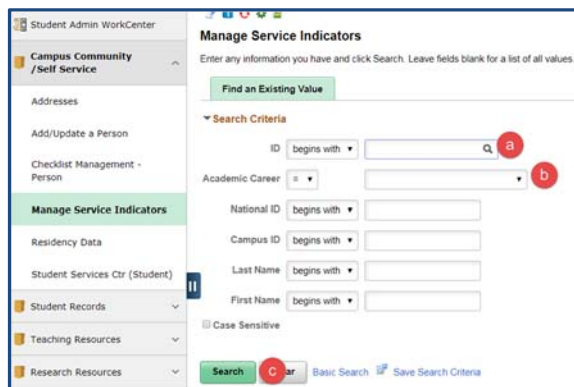 Student Admin WorkCenter
Campus Community
/Self Service
Addresses
Add/Update a Person
Checklist Management -
Person
Manage Service Indicators
Residency Data
Student Services Ctr (Student)
Student Records
Teaching Resources
Research Resources
Manage Service Indicators
Enter any information you have and click Search. Leave fields blank for a list of all values.
Find an Existing Value
Search Criteria
ID begins with a
Academic Career = b
National ID begins with
Campus ID begins with
Last Name begins with
First Name begins with
Case Sensitive
Search c ar Basic Search Save Search Criteria